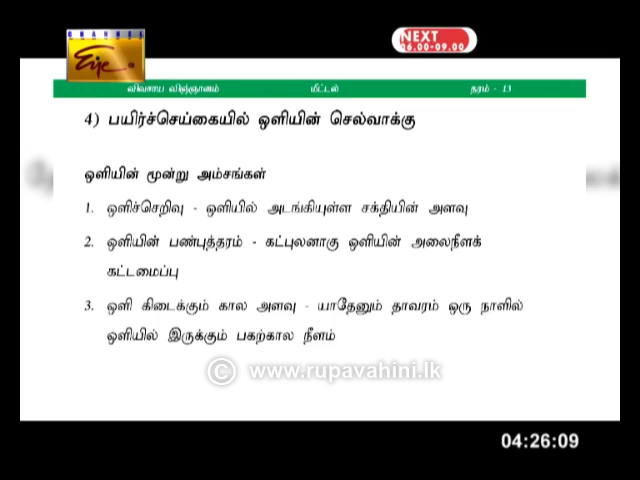 CHANNEL
NEXT
Eye
06.00-09.00
விவசாய விஞ்ஞானம் மீட்டல் தரம் - 13
4) பயிர்ச்செய்கையில் ஒளியின் செல்வாக்கு
ஒளியின் மூன்று அம்சங்கள்
1. ஒளிச்செறிவு - ஒளியில் அடங்கியுள்ள சக்தியின் அளவு
2. ஒளியின் பண்புத்தரம் - கட்புலனாகு ஒளியின் அலைநீளக்
கட்டமைப்பு
3. ஒளி கிடைக்கும் கால அளவு - யாதேனும் தாவரம் ஒரு நாளில்
ஒளியில் இருக்கும் பகற்கால நீளம்
© www.rupavahini.lk
04:26:09